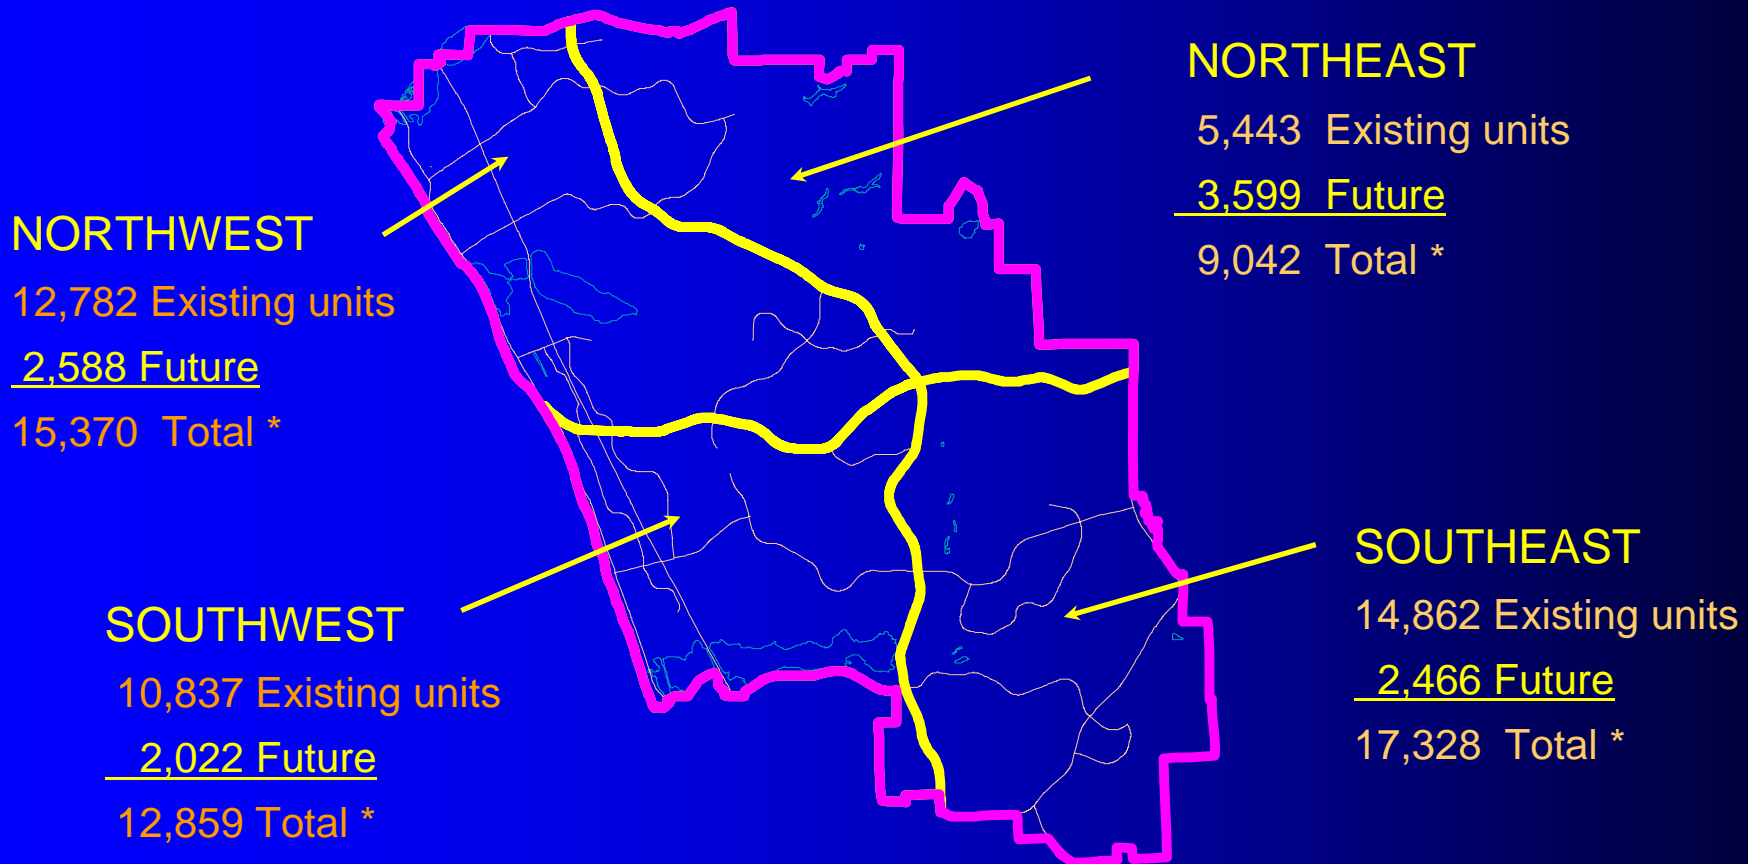 NORTHWEST
12,782 Existing units
2,588 Future
15,370 Total *
NORTHEAST
5,443 Existing units
3,599 Future
9,042 Total *
SOUTHWEST
10,837 Existing units
2,022 Future
12,859 Total *
SOUTHEAST
14,862 Existing units
2,466 Future
17,328 Total *